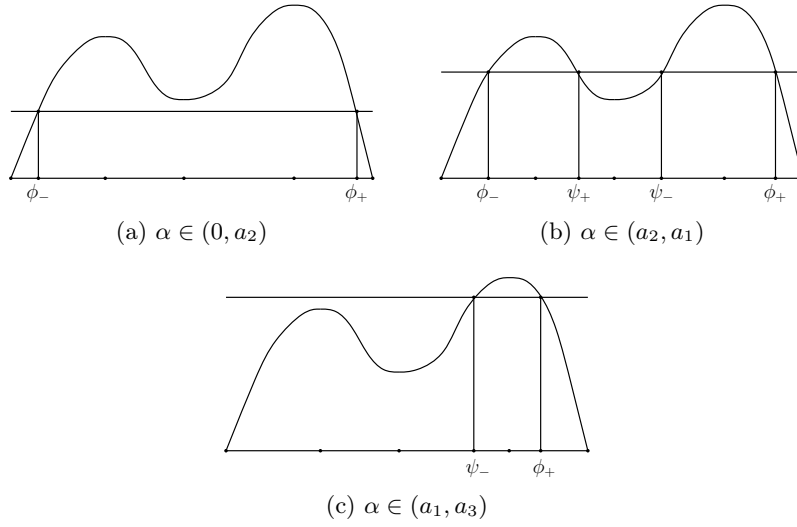 ϕ₋ ϕ₊
ϕ₋ ψ₊ ψ₋ ϕ₊
(a) α ∈ (0, a₂)
(b) α ∈ (a₂, a₁)
ψ₋ ϕ₊
(c) α ∈ (a₁, a₃)